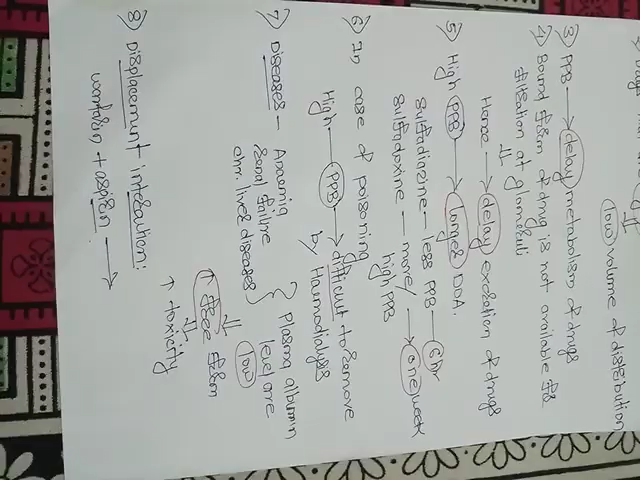 low volume of distribution
③ PPB → delay metabolism of drugs
④ Bound form of drug is not available for
filtration at glomeruli
⇓
Hence → delay excretion of drugs
⑤ High PPB → longer DOA.
Sulfadiazine - less PPB — 6hr
Sulfadoxine — more/high PPB → one week
⑥ In case of poisoning
High → PPB → difficult to remove
by Haemodialysis
⑦ Diseases - Anaemia
renal failure
chr. liver diseases
} Plasma albumin
level are
low
⑧ Displacement interaction:
warfarin + aspirin →
↑ free form
⇓
↑ toxicity